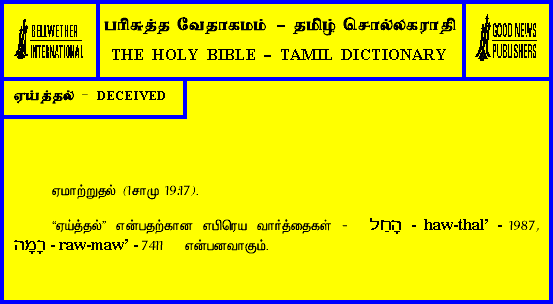 BELLWETHER
INTERNATIONAL
பரிசுத்த வேதாகமம் – தமிழ் சொல்லகராதி
THE HOLY BIBLE – TAMIL DICTIONARY
GOOD NEWS
PUBLISHERS
ஏய்த்தல் – DECEIVED
ஏமாற்றுதல் (1சாமு 19:17).
“ஏய்த்தல்” என்பதற்கான எபிரெய வார்த்தைகள் - הָתַל - haw-thal’ - 1987,
רָמָה - raw-maw’ - 7411 என்பனவாகும்.